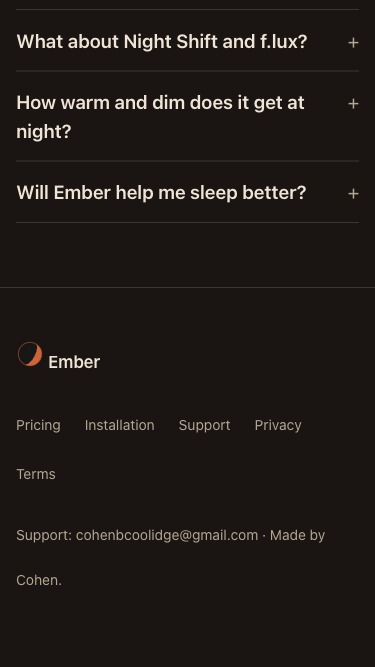 What about Night Shift and f.lux? +
How warm and dim does it get at +
night?
Will Ember help me sleep better? +
Ember
Pricing Installation Support Privacy
Terms
Support: cohenbcoolidge@gmail.com · Made by
Cohen.